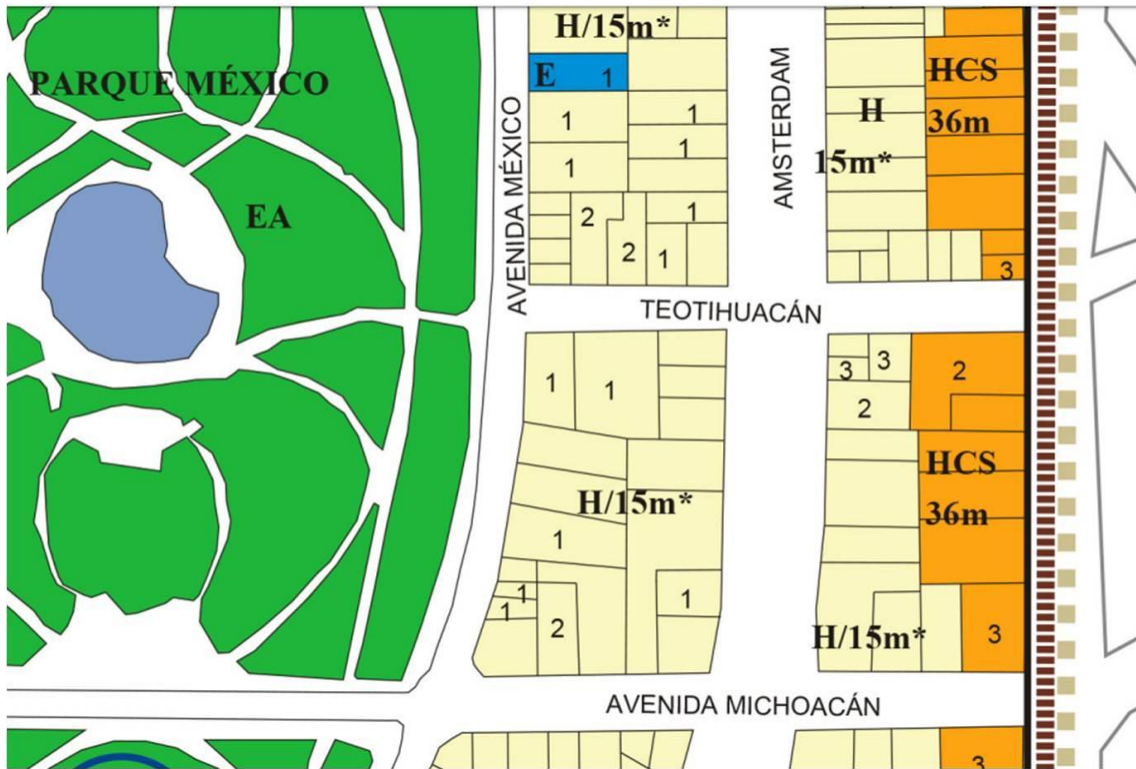 H/15m*
PARQUE MÉXICO
E
1
HCS
36m
H
15m*
1
1
1
1
AVENIDA MÉXICO
AMSTERDAM
EA
2
1
2
1
3
TEOTIHUACÁN
1
1
3
3
2
2
HCS
36m
H/15m*
1
1
1
2
1
H/15m*
3
AVENIDA MICHOACÁN
3